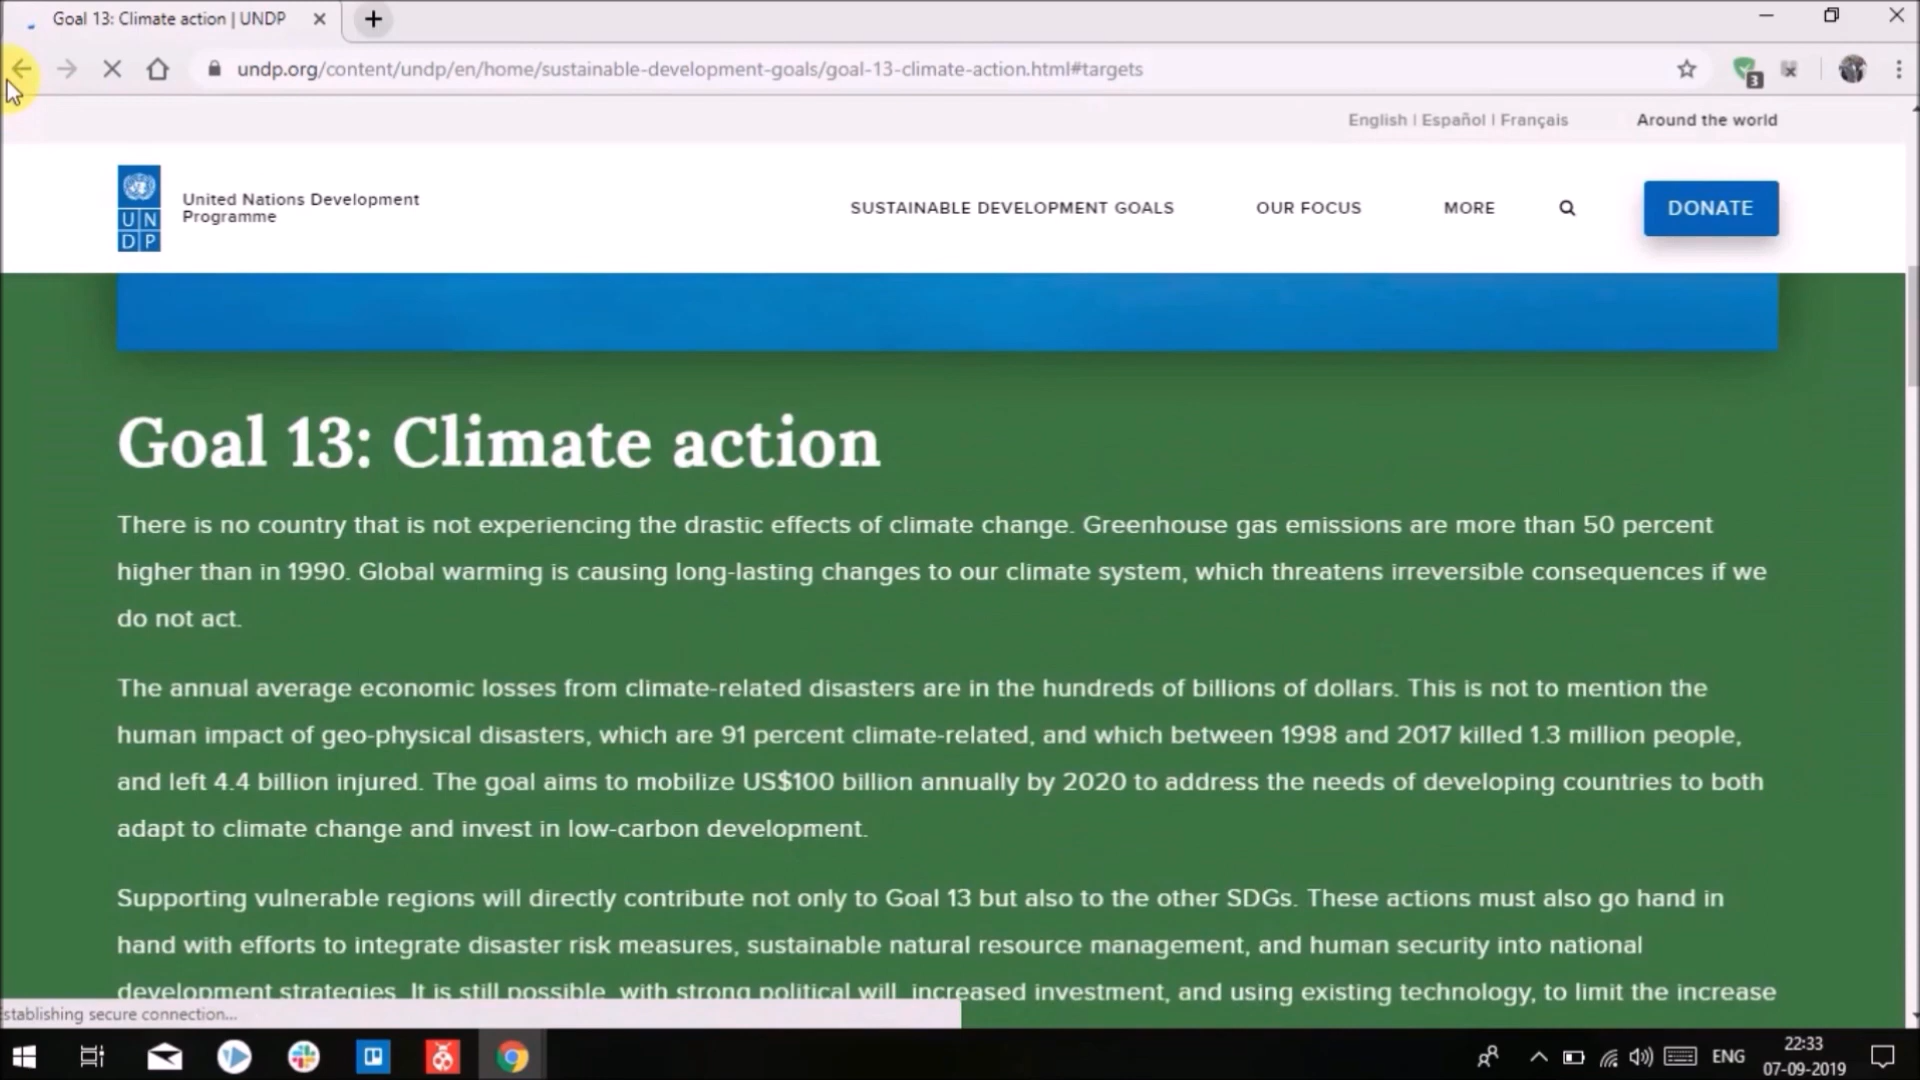 Goal 13: Climate action | UNDP
undp.org/content/undp/en/home/sustainable-development-goals/goal-13-climate-action.html#targets
3
English | Español | Français
Around the world
UN
DP
United Nations Development
Programme
SUSTAINABLE DEVELOPMENT GOALS
OUR FOCUS
MORE
DONATE
Goal 13: Climate action
There is no country that is not experiencing the drastic effects of climate change. Greenhouse gas emissions are more than 50 percent
higher than in 1990. Global warming is causing long-lasting changes to our climate system, which threatens irreversible consequences if we
do not act.
The annual average economic losses from climate-related disasters are in the hundreds of billions of dollars. This is not to mention the
human impact of geo-physical disasters, which are 91 percent climate-related, and which between 1998 and 2017 killed 1.3 million people,
and left 4.4 billion injured. The goal aims to mobilize US$100 billion annually by 2020 to address the needs of developing countries to both
adapt to climate change and invest in low-carbon development.
Supporting vulnerable regions will directly contribute not only to Goal 13 but also to the other SDGs. These actions must also go hand in
hand with efforts to integrate disaster risk measures, sustainable natural resource management, and human security into national
development strategies. It is still possible, with strong political will, increased investment, and using existing technology, to limit the increase
stablishing secure connection...
ENG
22:33
07-09-2019